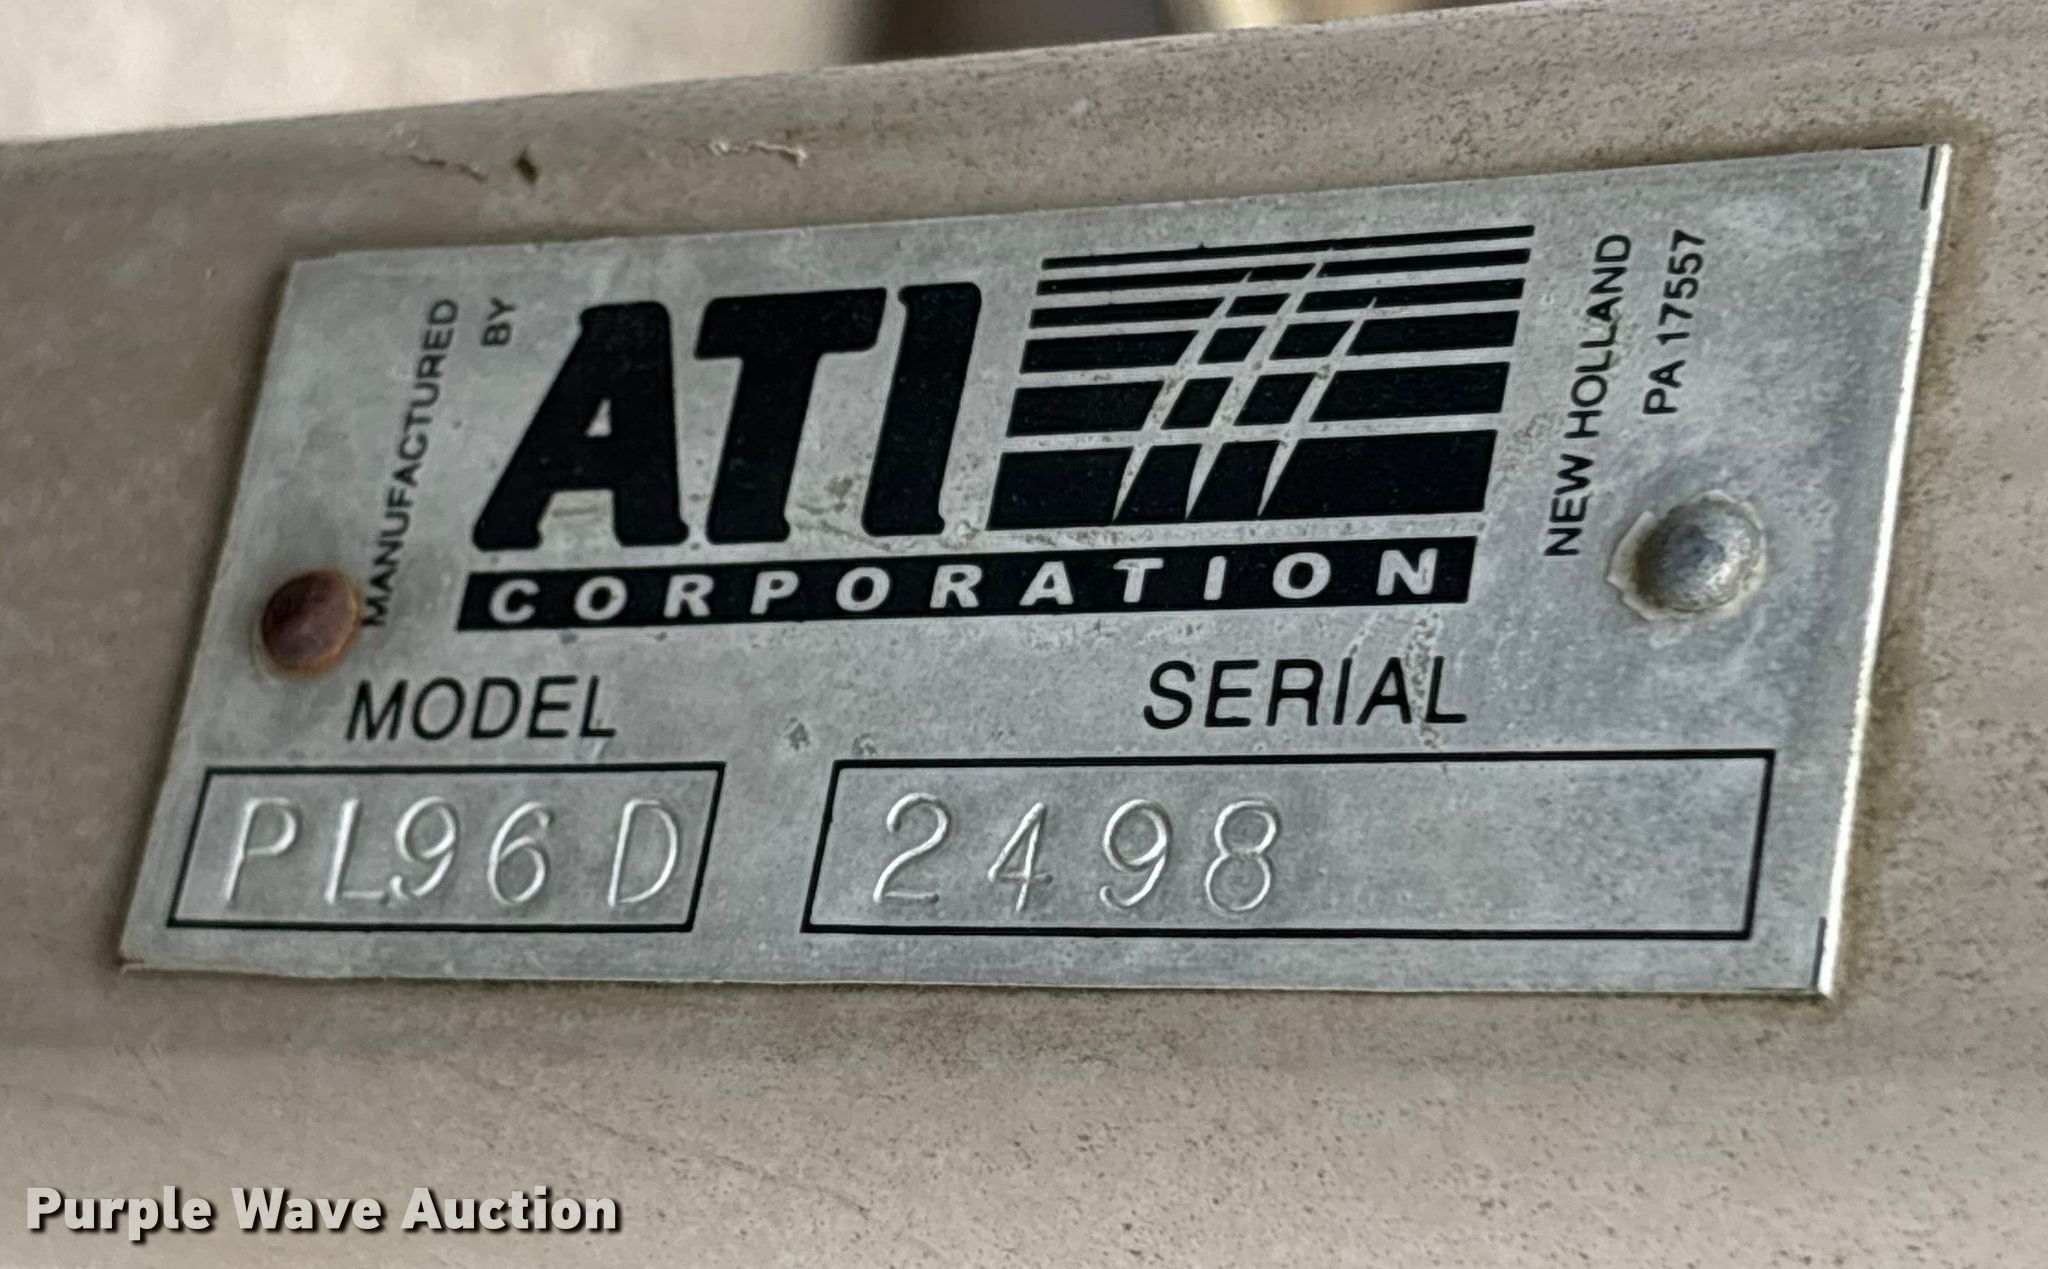 MANUFACTURED
BY
ATI
CORPORATION
NEW HOLLAND
PA 17557
MODEL
SERIAL
PL96D
2498
Purple Wave Auction